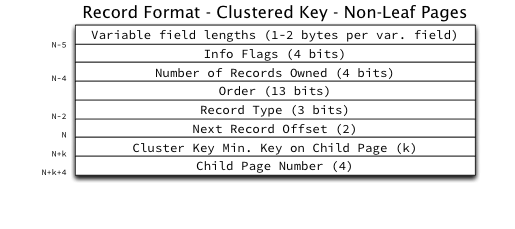 Record Format - Clustered Key - Non-Leaf Pages
Variable field lengths (1-2 bytes per var. field)
N-5
Info Flags (4 bits)
Number of Records Owned (4 bits)
N-4
Order (13 bits)
Record Type (3 bits)
N-2
Next Record Offset (2)
N
Cluster Key Min. Key on Child Page (k)
N+k
Child Page Number (4)
N+k+4